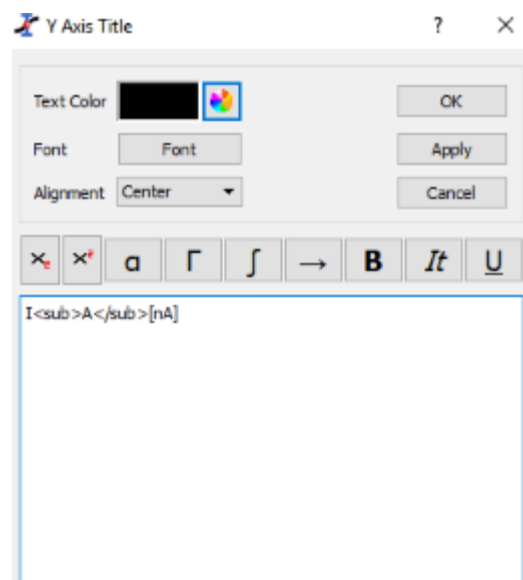 Y Axis Title ? ×
Text Color OK
Font Font Apply
Alignment Center Cancel
α Γ ∫ → B It U
I<sub>A</sub>[nA]